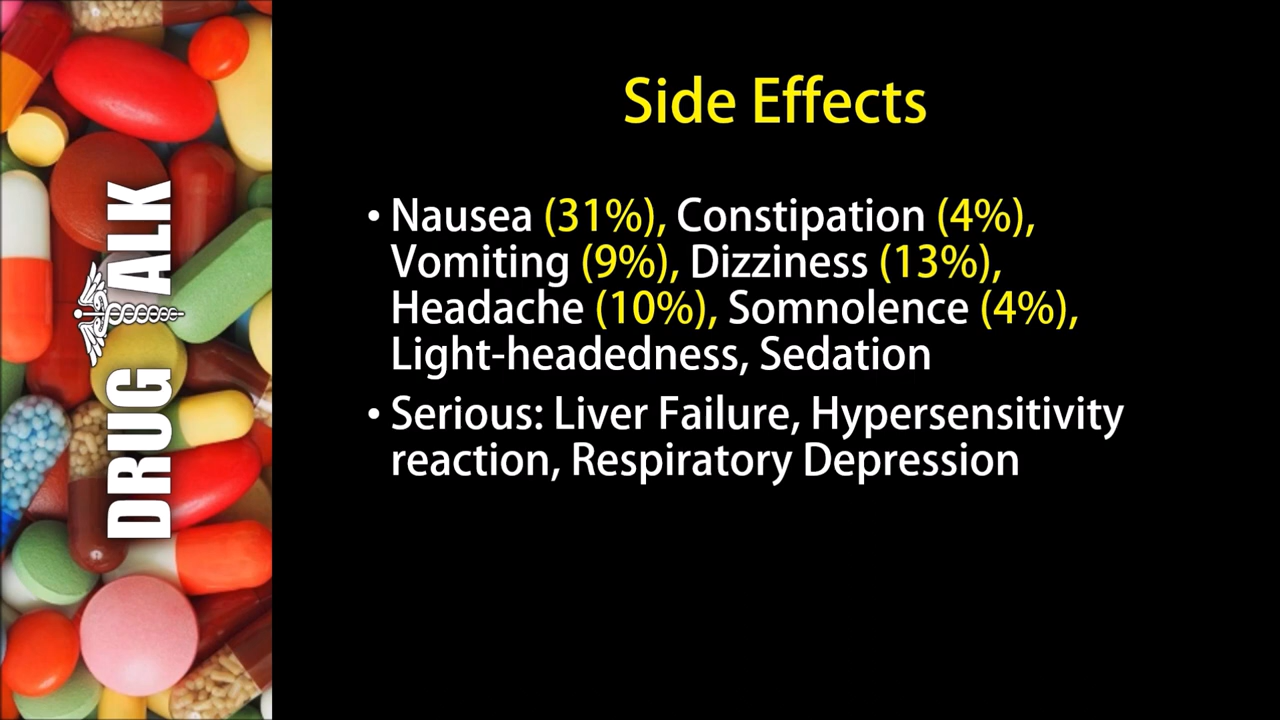 Side Effects
• Nausea (31%), Constipation (4%),
Vomiting (9%), Dizziness (13%),
Headache (10%), Somnolence (4%),
Light-headedness, Sedation
• Serious: Liver Failure, Hypersensitivity
reaction, Respiratory Depression
DRUG TALK